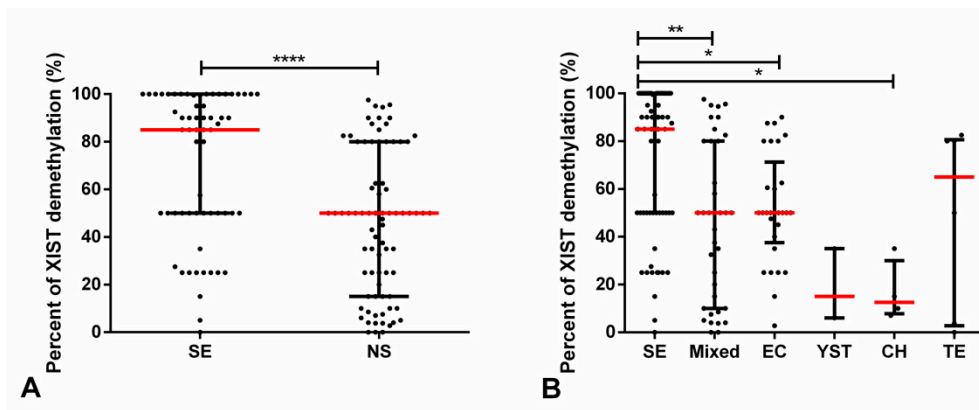 Percent of XIST demethylation (%)
100
80
60
40
20
0
****
SE NS
A
Percent of XIST demethylation (%)
100
80
60
40
20
0
**
*
*
SE Mixed EC YST CH TE
B